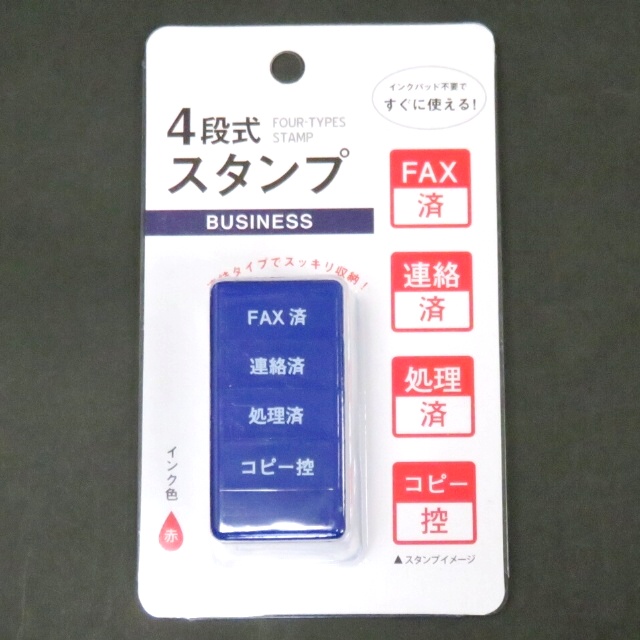 インクパッド不要で
すぐに使える!
4段式
FOUR-TYPES
STAMP
スタンプ
BUSINESS
タイプでスッキリ収納!
FAX 済
連絡済
処理済
コピー控
インク色
赤
FAX
済
連絡
済
処理
済
コピー
控
▲スタンプイメージ